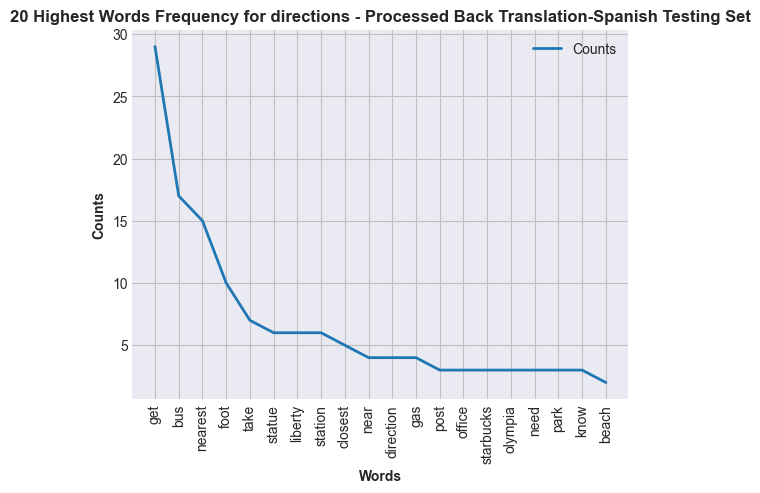 20 Highest Words Frequency for directions - Processed Back Translation-Spanish Testing Set
Counts
30
25
20
15
10
5
Counts
get
bus
nearest
foot
take
statue
liberty
station
closest
near
direction
gas
post
office
starbucks
olympia
need
park
know
beach
Words